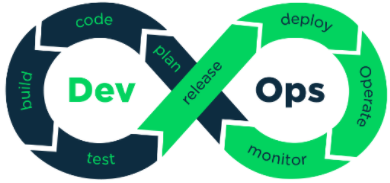 code
plan
build
Dev
test
release
deploy
Ops
Operate
monitor